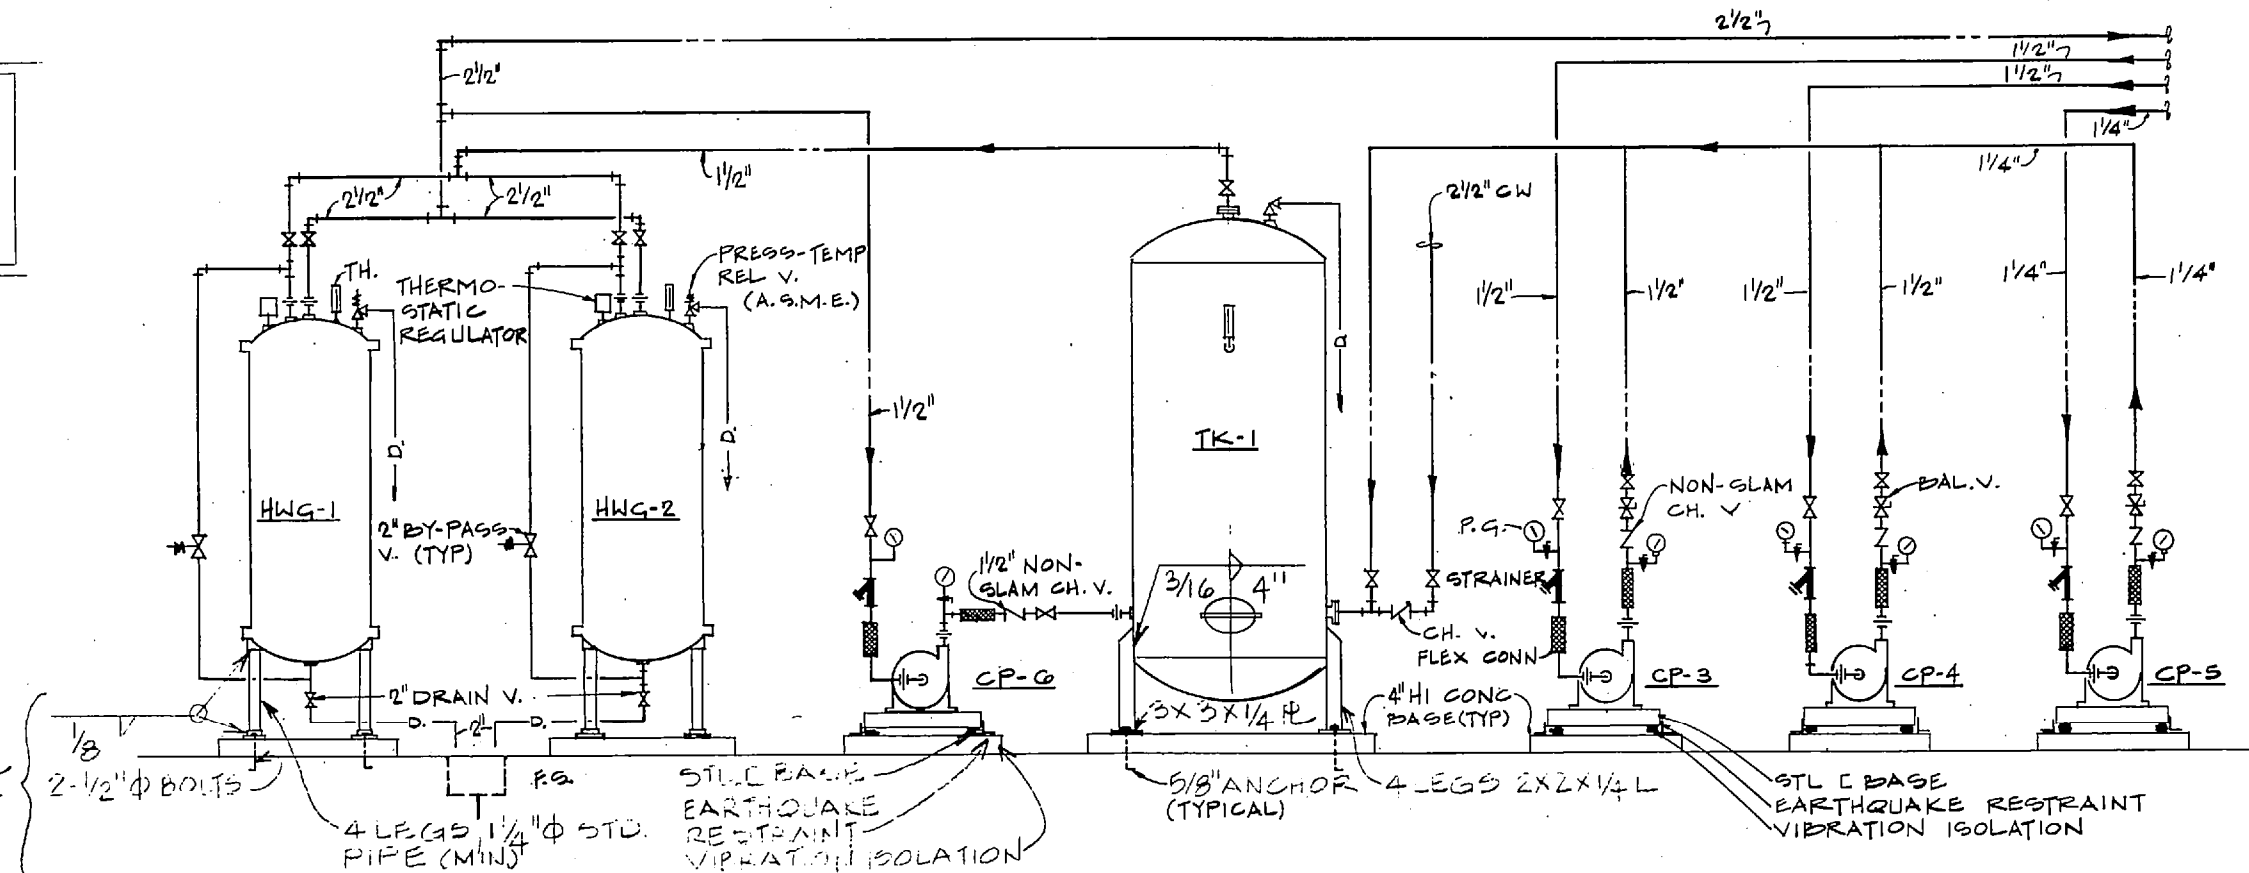 2½"
1½"
1½"
1¼"
2½"
1½"
1¼"
2½"
2½"
2½" CW
TH.
THERMO-
STATIC
REGULATOR
PRESS-TEMP
REL V.
(A.S.M.E.)
1½"
1½"
1½"
1½"
1¼"
1¼"
D.
D.
D.
1½"
TK-1
HWG-1
HWG-2
2" BY-PASS
V. (TYP)
P.G.
NON-SLAM
CH. V
BAL. V.
1½" NON-
SLAM CH. V.
3/16
4"
STRAINER
CH. V.
FLEX CONN
CP-6
CP-3
CP-4
CP-5
2" DRAIN V.
D.
2"
D.
3 X 3 X ¼ PL
4" HI CONC
BASE (TYP)
1/8
2-1/2" Φ BOLTS
F.S.
4 LEGS 1¼" Φ STD.
PIPE (MIN)
STL [ BASE
EARTHQUAKE
RESTRAINT
VIBRATION ISOLATION
5/8" ANCHOR
(TYPICAL)
4 LEGS 2X2X¼ L
STL [ BASE
EARTHQUAKE RESTRAINT
VIBRATION ISOLATION